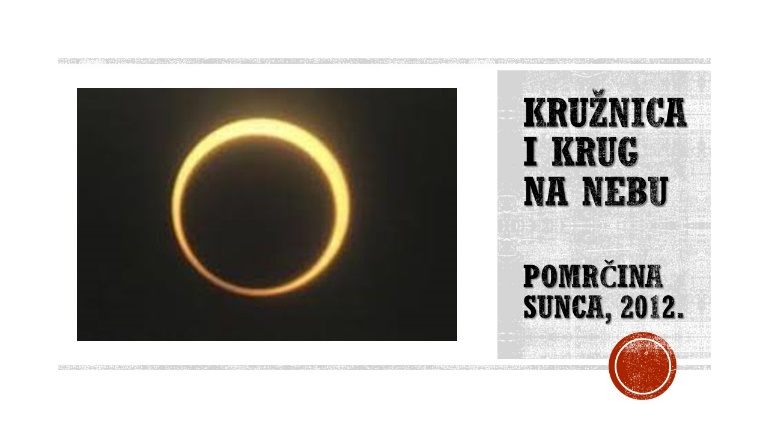 KRUŽNICA
I KRUG
NA NEBU
POMRČINA
SUNCA, 2012.